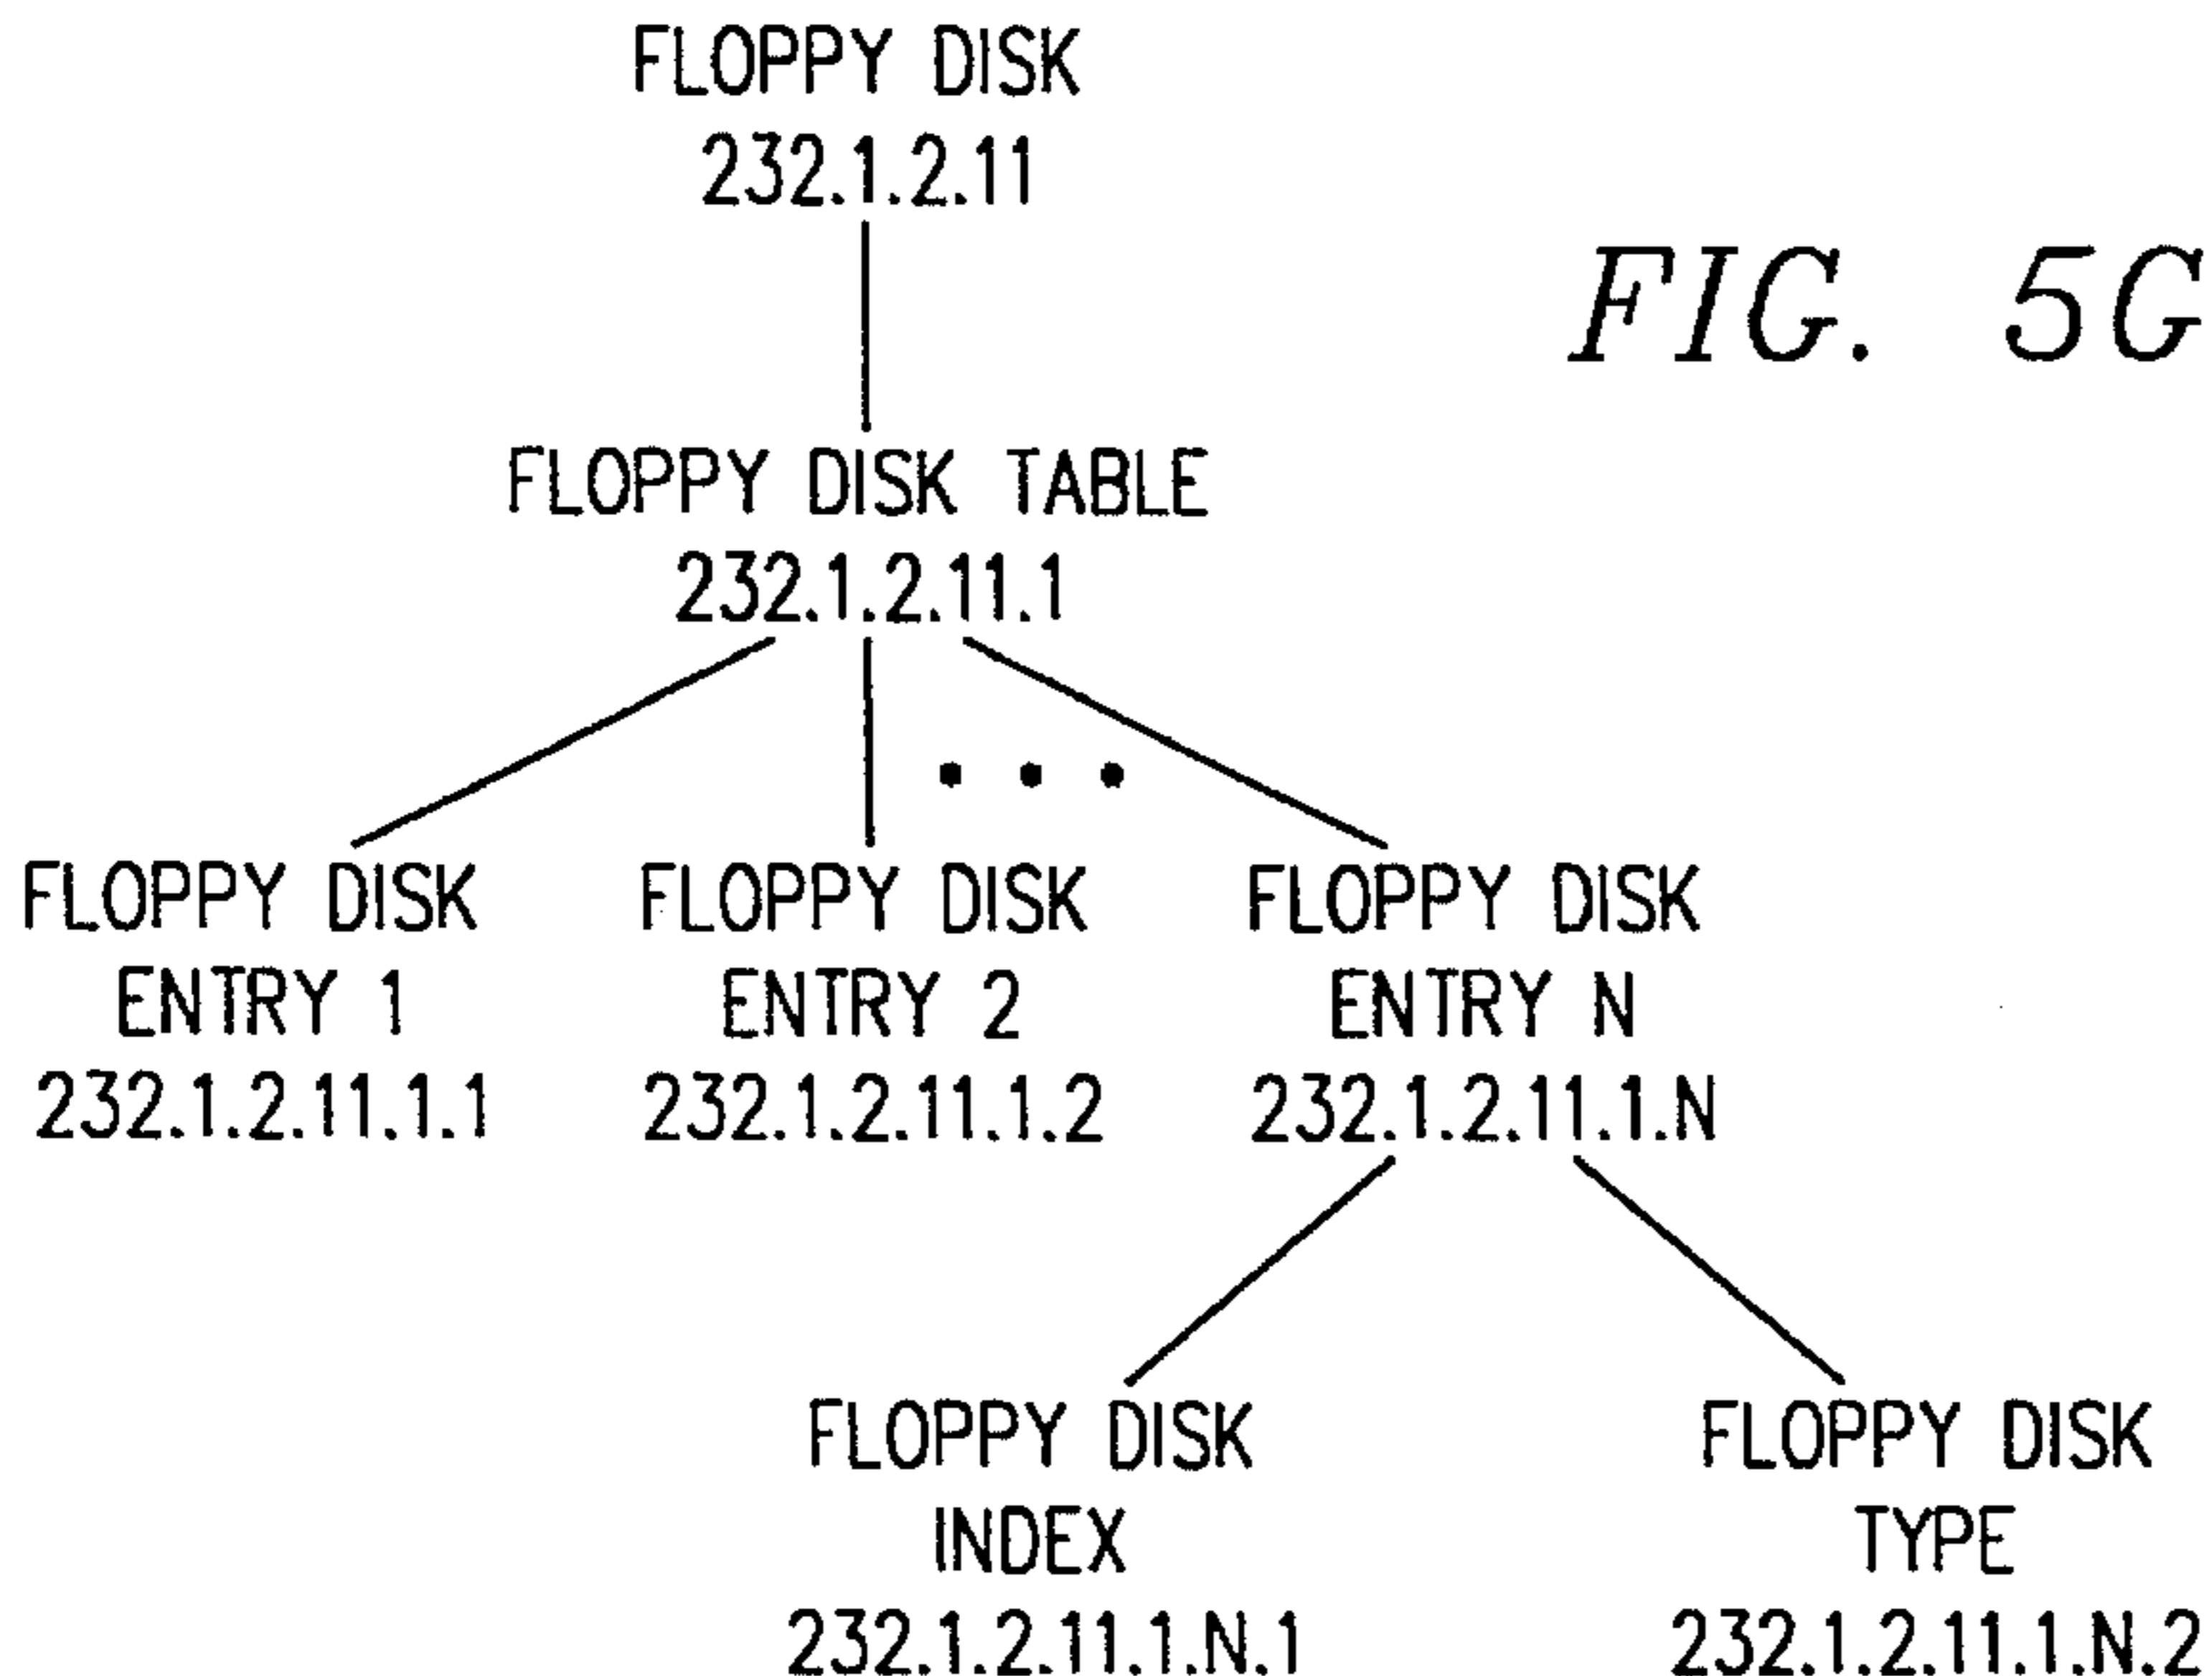 FLOPPY DISK
232.1.2.11
FIG. 5G
FLOPPY DISK TABLE
232.1.2.11.1
FLOPPY DISK
ENTRY 1
232.1.2.11.1.1
FLOPPY DISK
ENTRY 2
232.1.2.11.1.2
FLOPPY DISK
ENTRY N
232.1.2.11.1.N
FLOPPY DISK
INDEX
232.1.2.11.1.N.1
FLOPPY DISK
TYPE
232.1.2.11.1.N.2